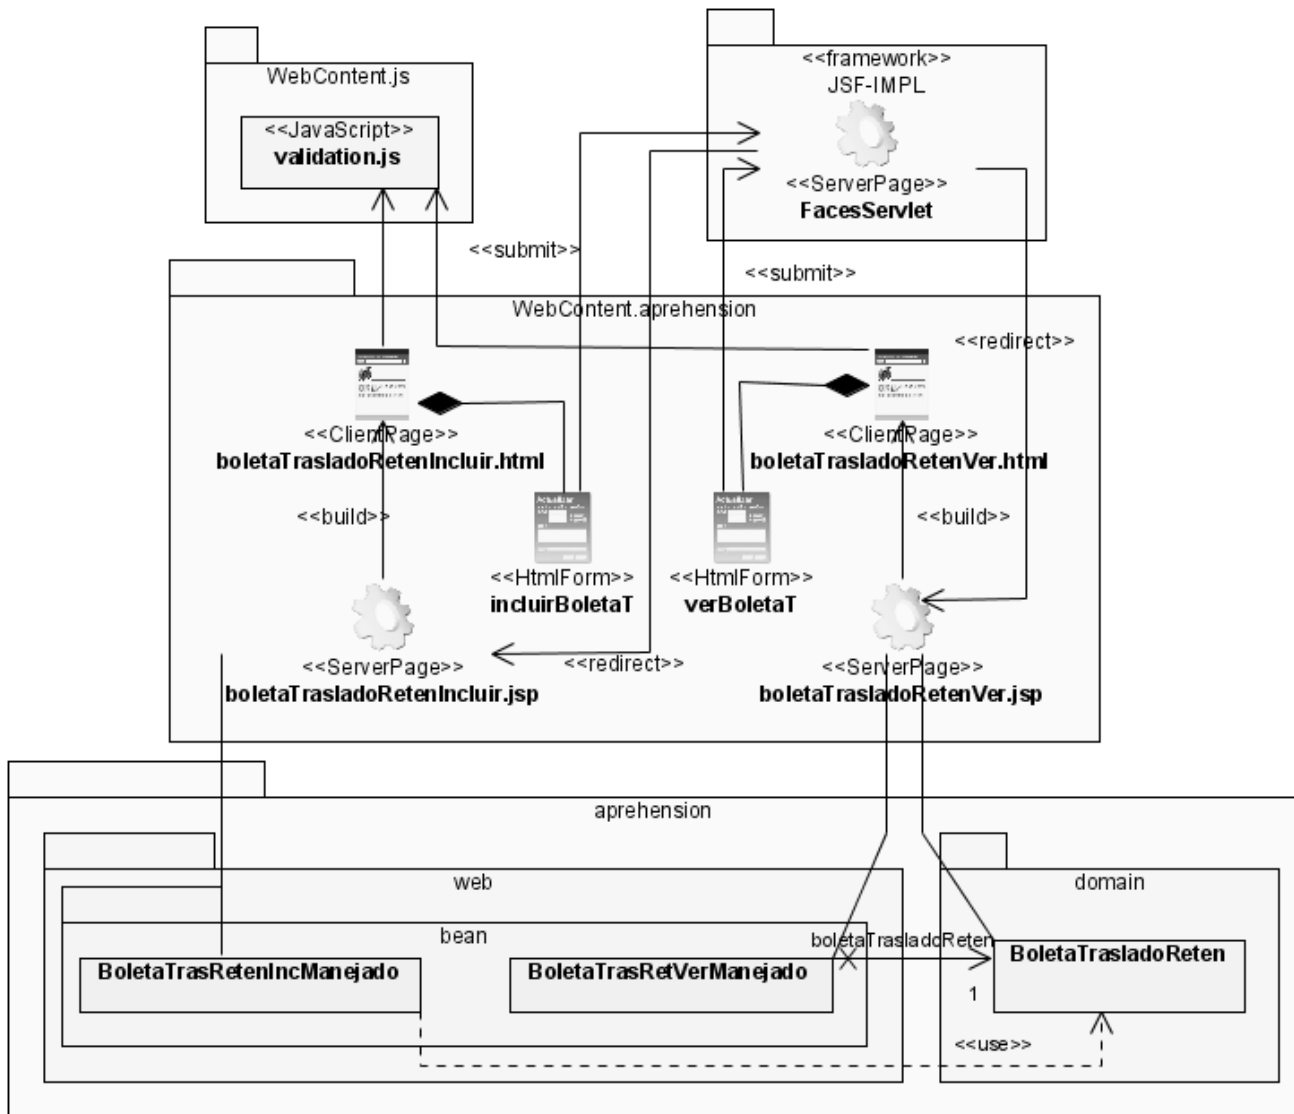 <<framework>>
JSF-IMPL
WebContent.js
<<JavaScript>>
validation.js
<<ServerPage>>
FacesServlet
<<submit>>
<<submit>>
WebContent.aprehension
<<redirect>>
<<ClientPage>>
boletaTrasladoRetenIncluir.html
<<ClientPage>>
boletaTrasladoRetenVer.html
Actualizar
Actualizar
<<build>>
<<build>>
<<HtmlForm>>
incluirBoletaT
<<HtmlForm>>
verBoletaT
<<ServerPage>>
boletaTrasladoRetenIncluir.jsp
<<redirect>>
<<ServerPage>>
boletaTrasladoRetenVer.jsp
aprehension
web
domain
bean
boletaTrasladoReten
BoletaTrasRetenIncManejado
BoletaTrasRetVerManejado
BoletaTrasladoReten
1
<<use>>